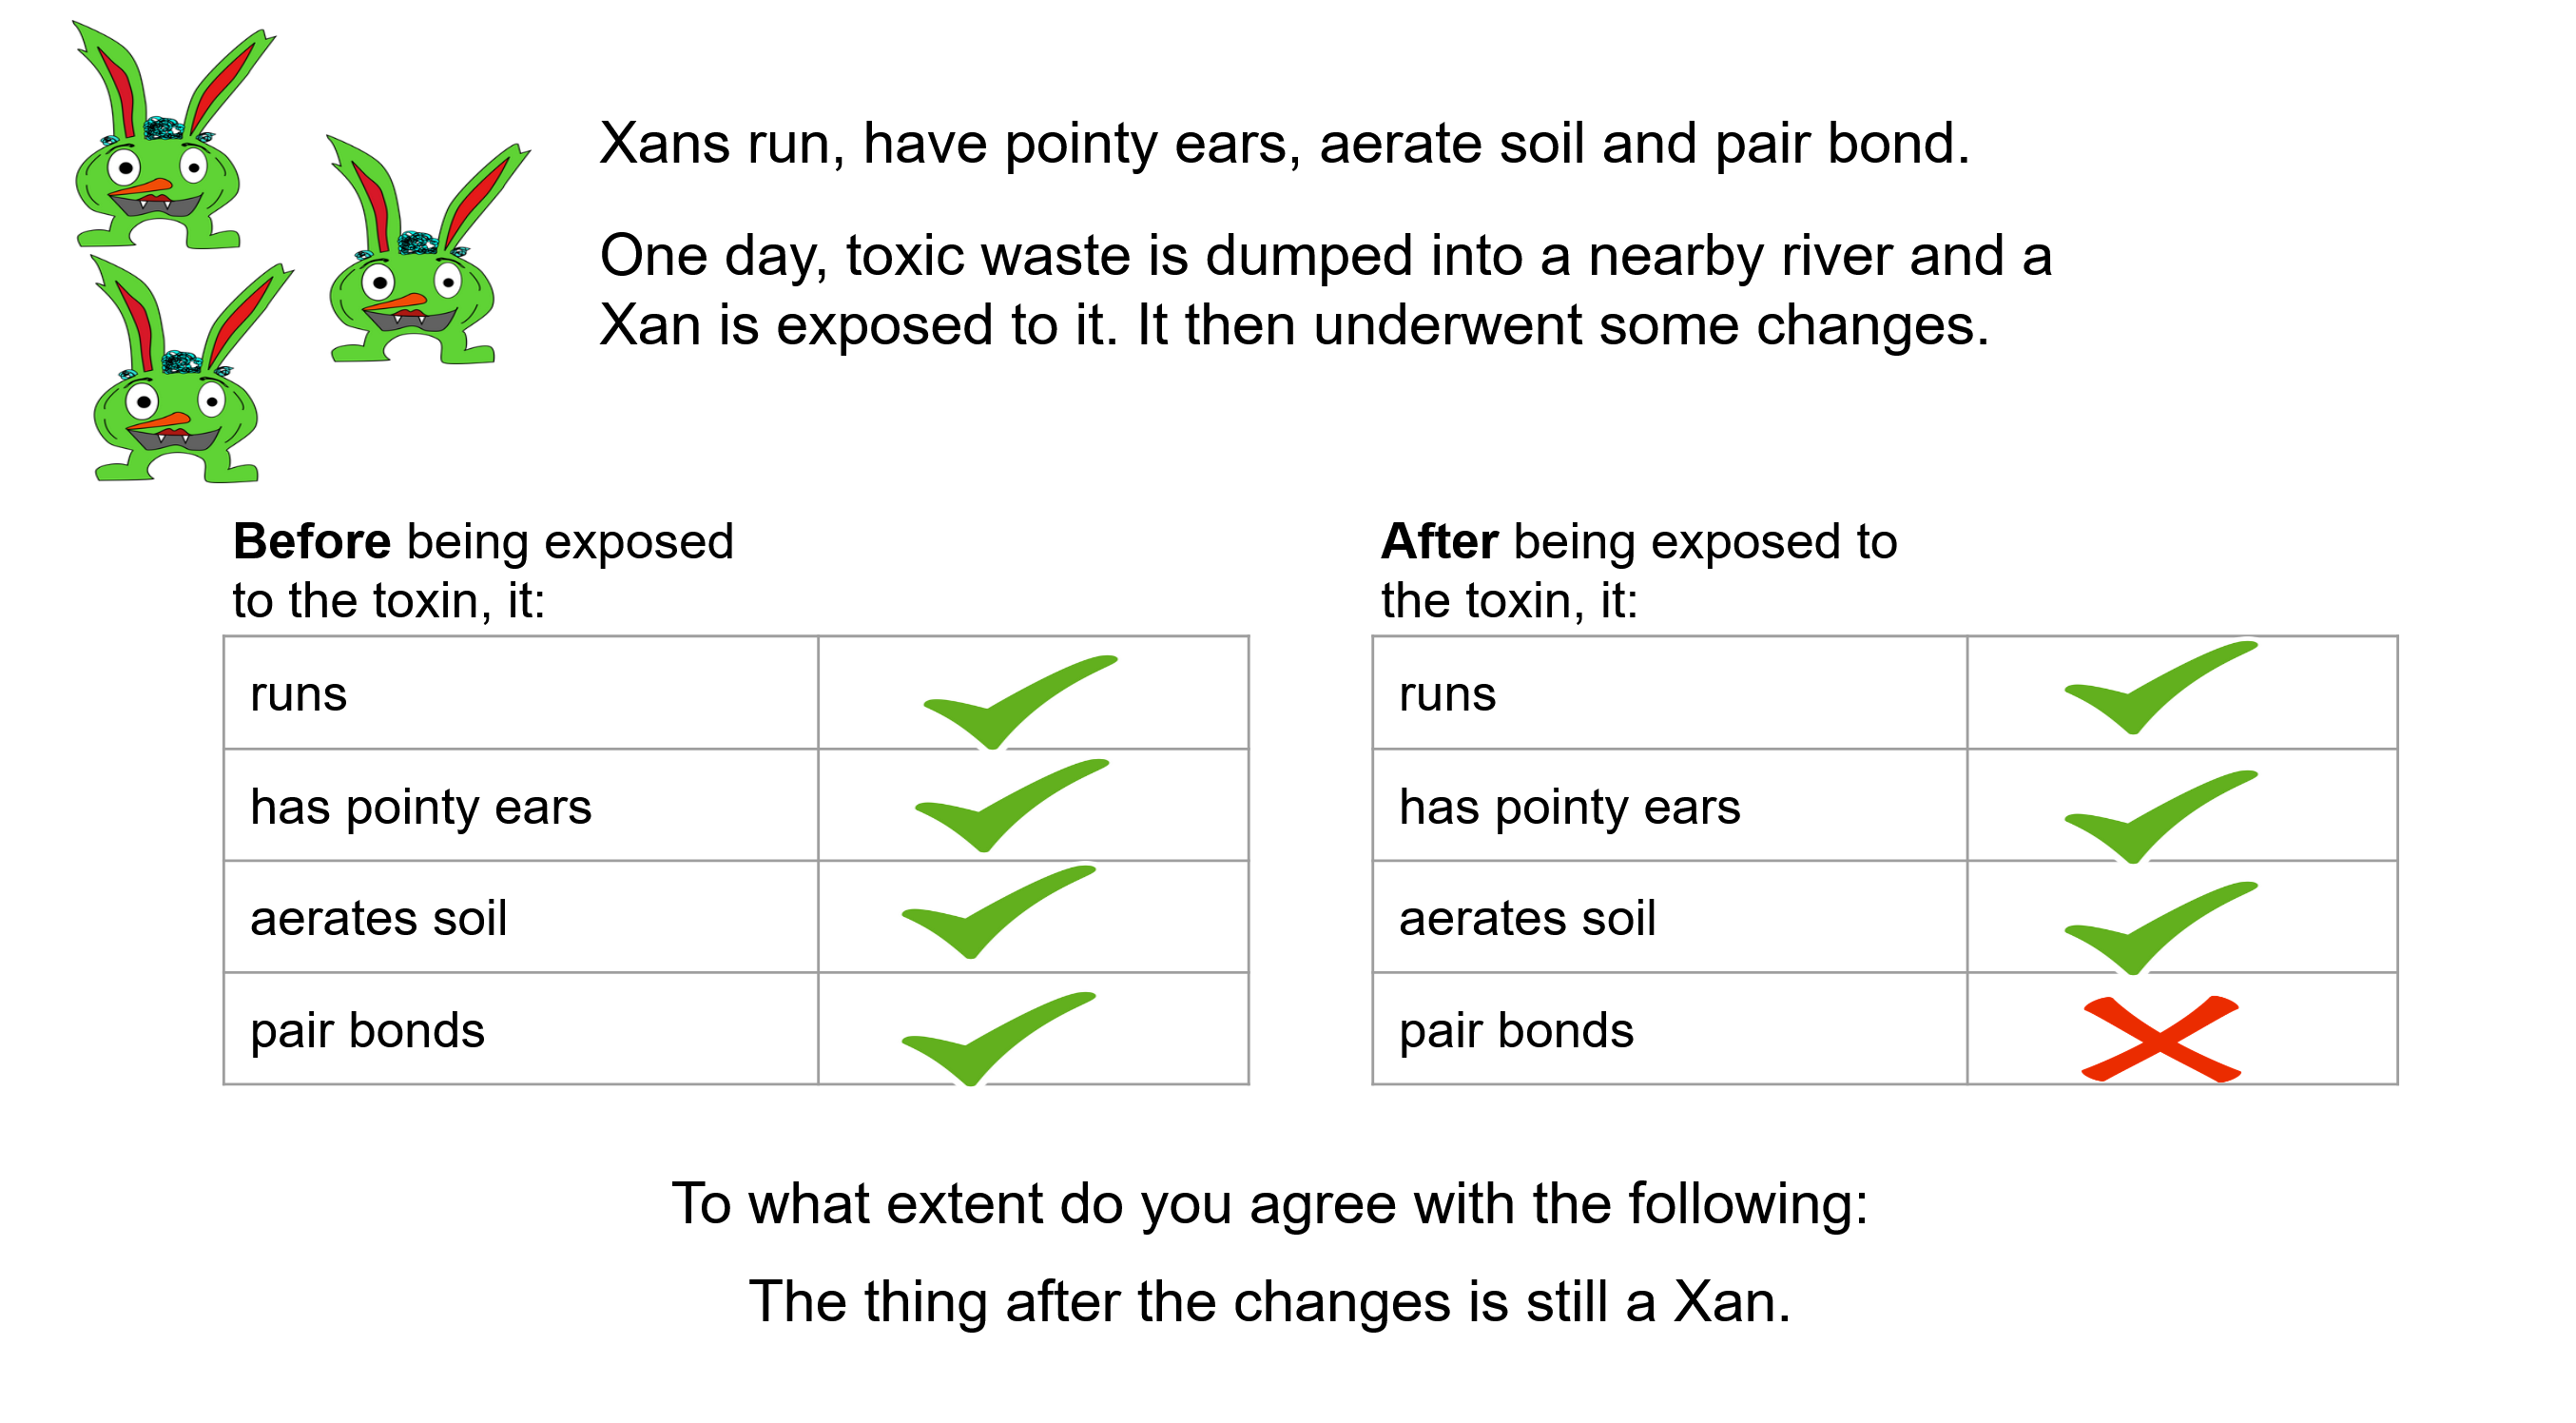 Xans run, have pointy ears, aerate soil and pair bond.
One day, toxic waste is dumped into a nearby river and a
Xan is exposed to it. It then underwent some changes.
Before being exposed
to the toxin, it:
runs
has pointy ears
aerates soil
pair bonds
After being exposed to
the toxin, it:
runs
has pointy ears
aerates soil
pair bonds
To what extent do you agree with the following:
The thing after the changes is still a Xan.